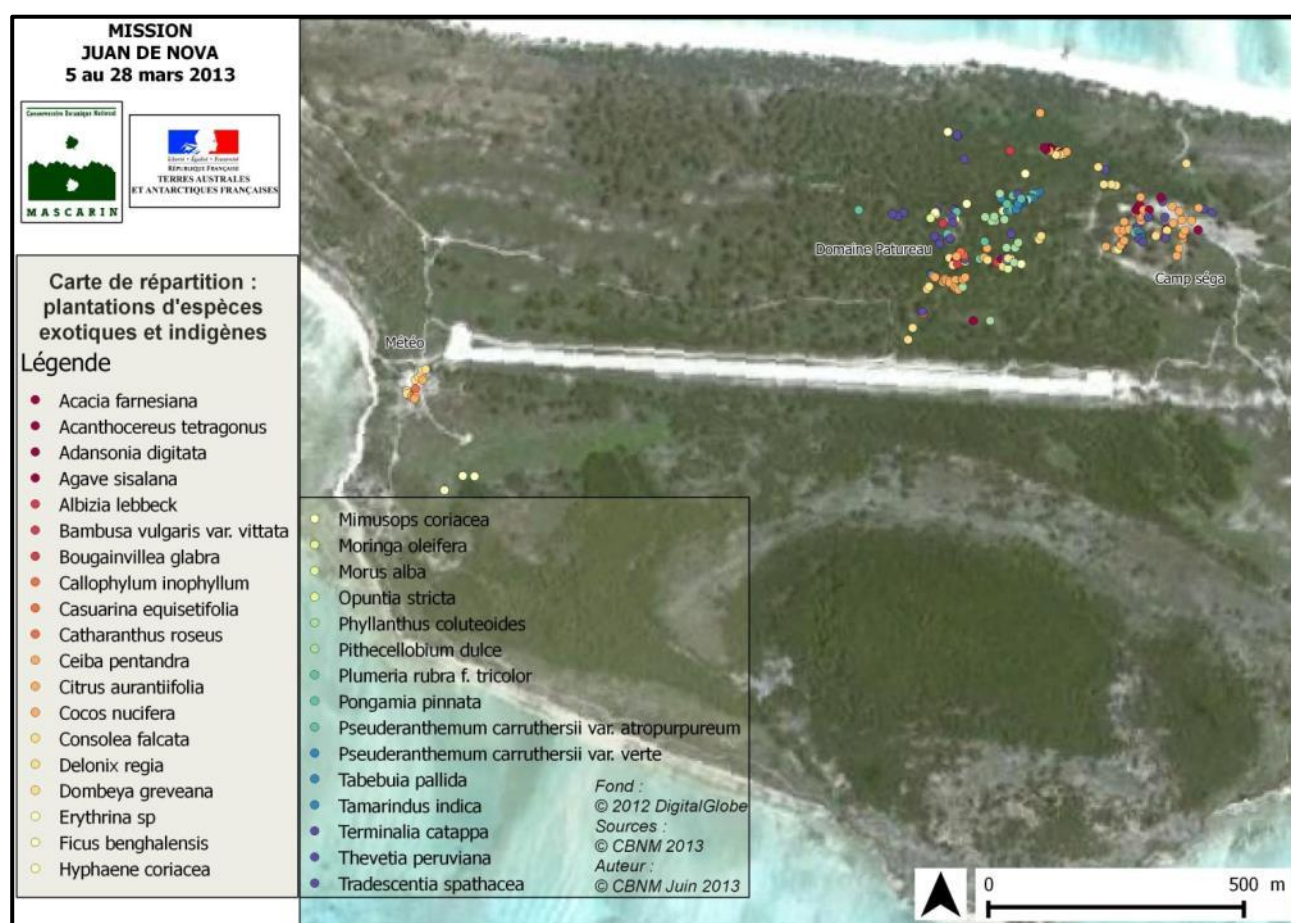 MISSION
JUAN DE NOVA
5 au 28 mars 2013
Conservatoire Botanique National
MASCARIN
Liberté • Égalité • Fraternité
RÉPUBLIQUE FRANÇAISE
TERRES AUSTRALES
ET ANTARCTIQUES FRANÇAISES
Carte de répartition :
plantations d'espèces
exotiques et indigènes
Légende
Acacia farnesiana
Acanthocereus tetragonus
Adansonia digitata
Agave sisalana
Albizia lebbeck
Bambusa vulgaris var. vittata
Bougainvillea glabra
Callophylum inophyllum
Casuarina equisetifolia
Catharanthus roseus
Ceiba pentandra
Citrus aurantiifolia
Cocos nucifera
Consolea falcata
Delonix regia
Dombeya greveana
Erythrina sp
Ficus benghalensis
Hyphaene coriacea
Mimusops coriacea
Moringa oleifera
Morus alba
Opuntia stricta
Phyllanthus coluteoides
Pithecellobium dulce
Plumeria rubra f. tricolor
Pongamia pinnata
Pseuderanthemum carruthersii var. atropurpureum
Pseuderanthemum carruthersii var. verte
Tabebuia pallida
Tamarindus indica
Terminalia catappa
Thevetia peruviana
Tradescentia spathacea
Fond :
© 2012 DigitalGlobe
Sources :
© CBNM 2013
Auteur :
© CBNM Juin 2013
Domaine Patureau
Camp séga
Météo
0 500 m